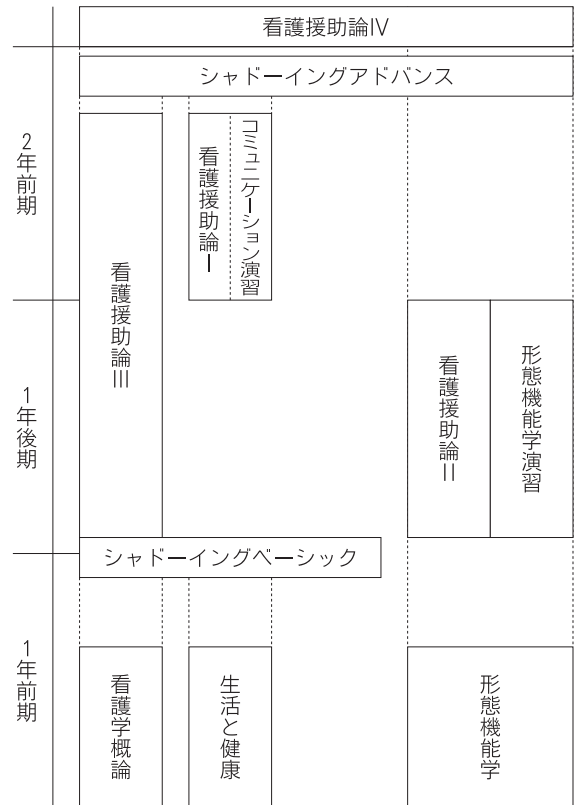 看護援助論Ⅳ
シャドーイングアドバンス
2年前期
看護援助論Ⅲ
看護援助論Ⅰ
コミュニケーション演習
1年後期
看護援助論Ⅱ
形態機能学演習
シャドーイングベーシック
1年前期
看護学概論
生活と健康
形態機能学